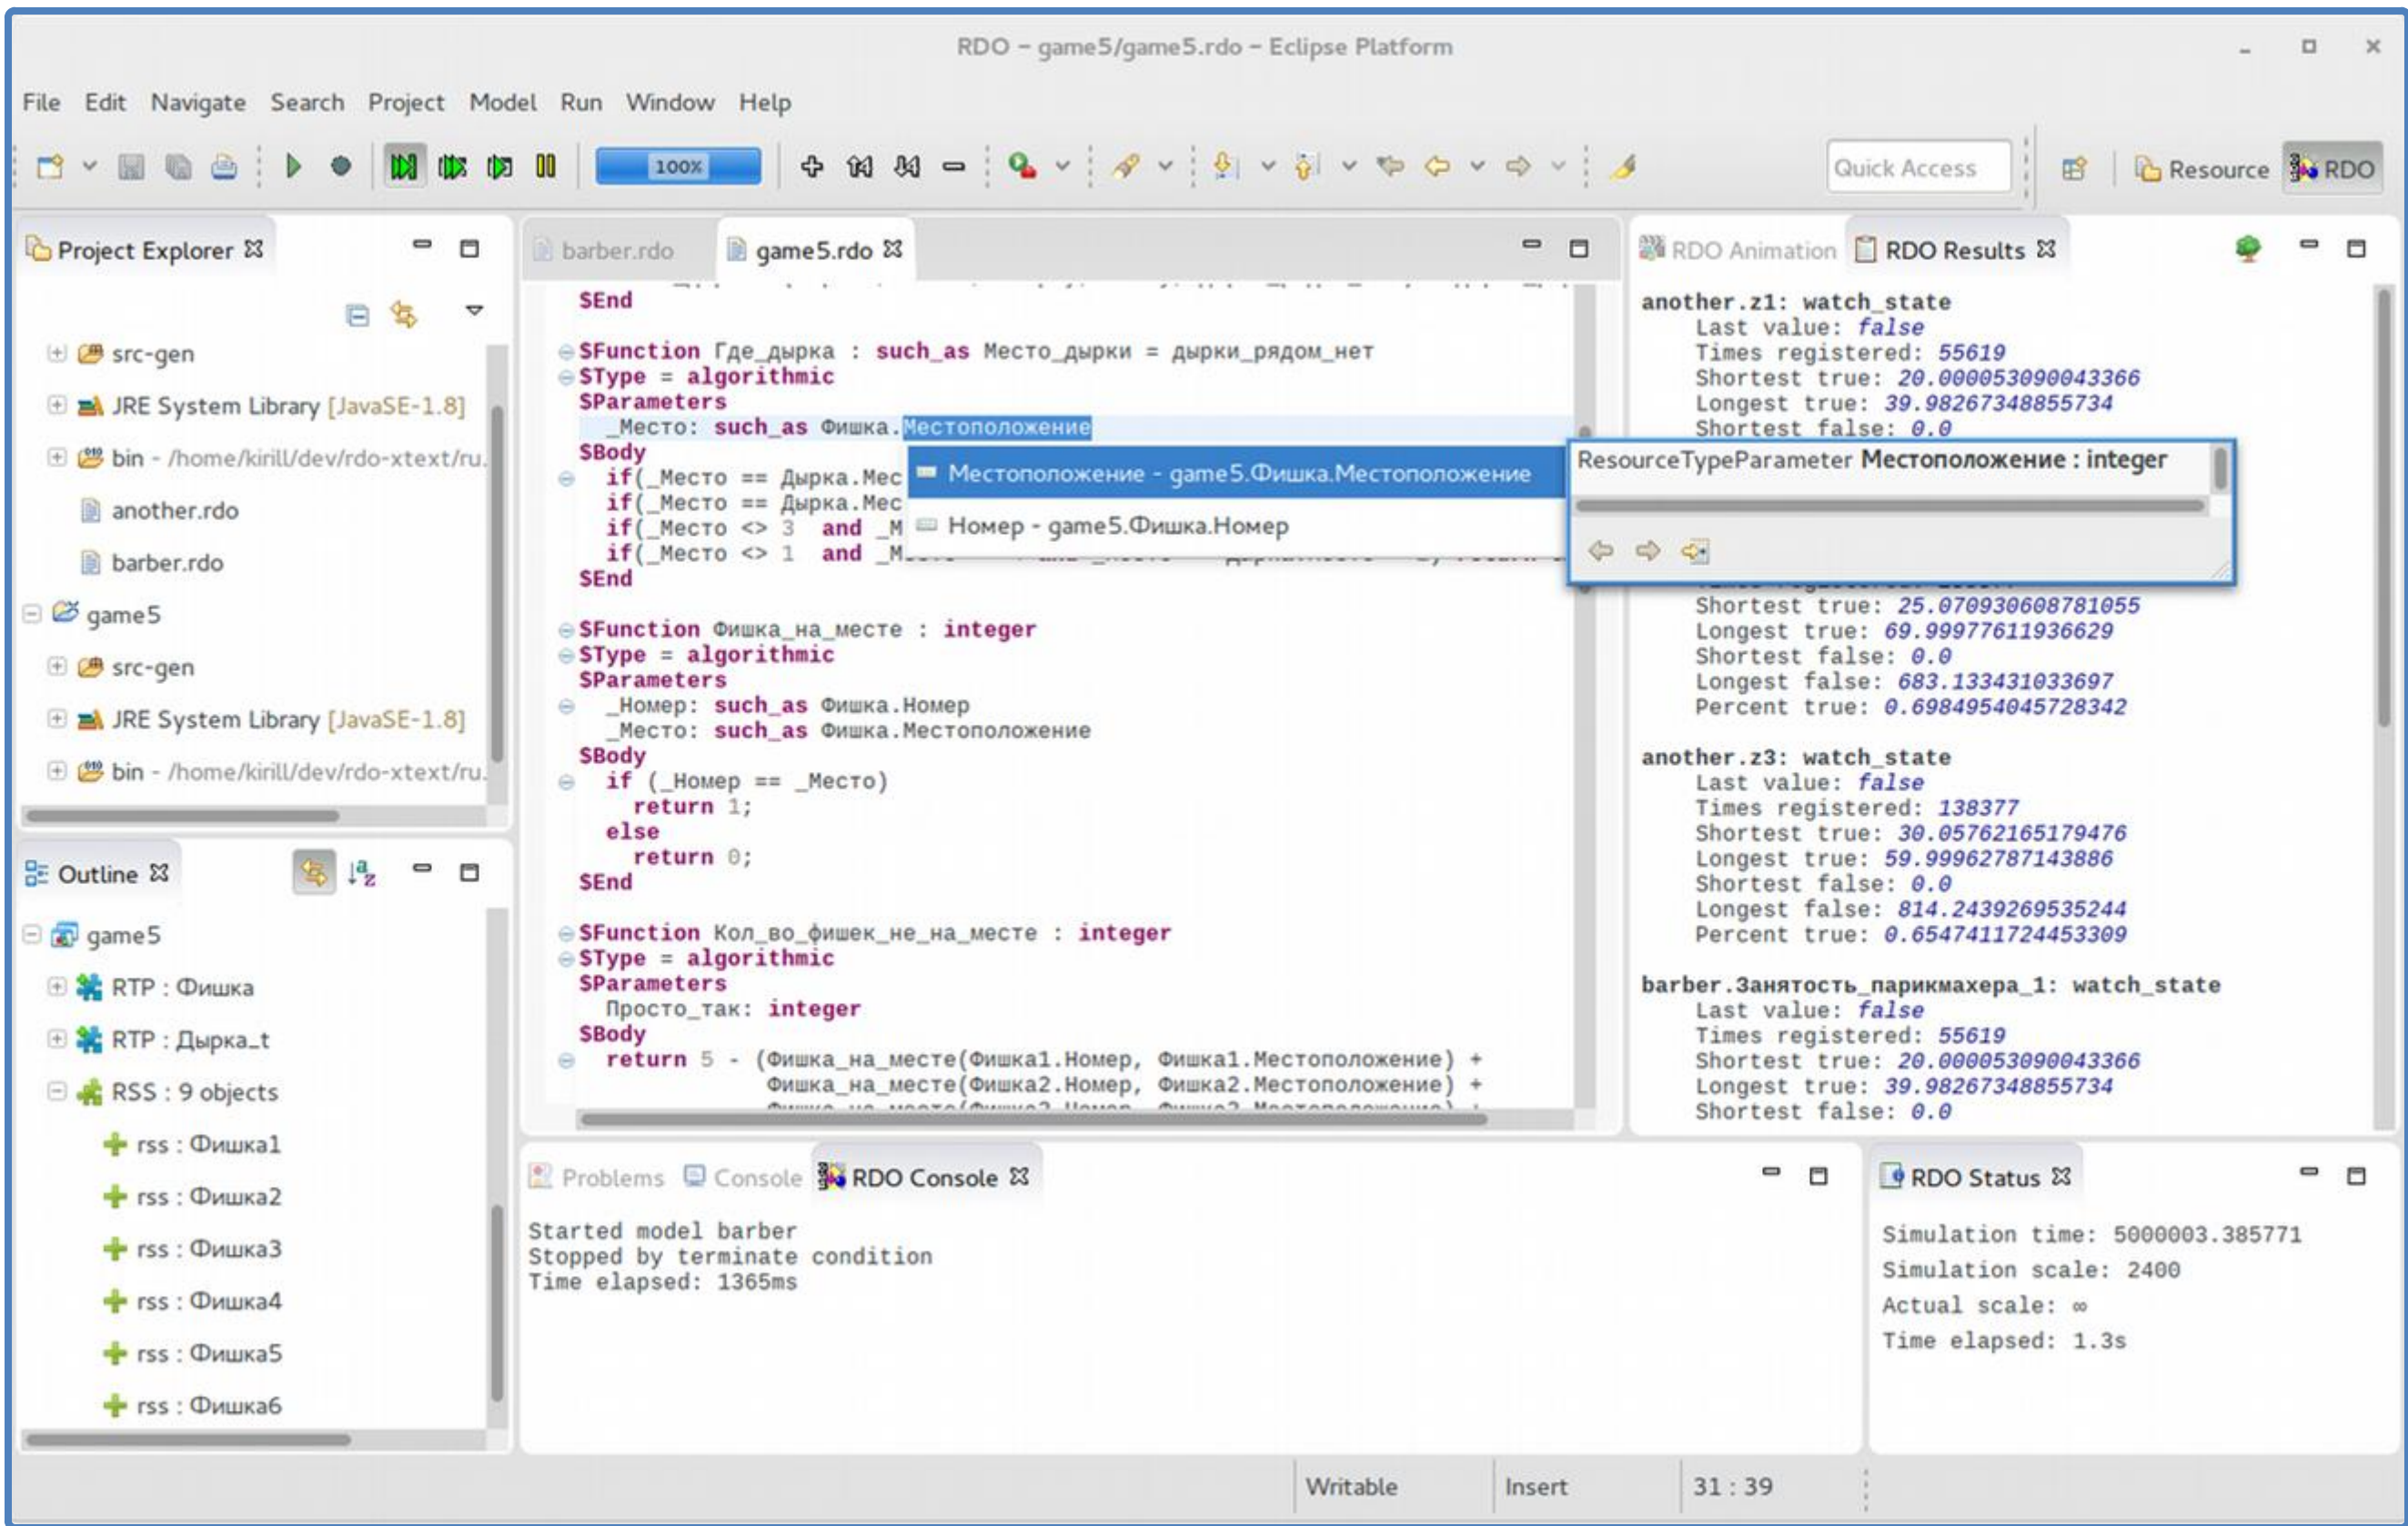 RDO – game5/game5.rdo – Eclipse Platform
File Edit Navigate Search Project Model Run Window Help
100%
Quick Access
Resource
RDO
Project Explorer
src-gen
JRE System Library [JavaSE-1.8]
bin - /home/kirill/dev/rdo-xtext/ru.
another.rdo
barber.rdo
game5
src-gen
JRE System Library [JavaSE-1.8]
bin - /home/kirill/dev/rdo-xtext/ru.
Outline
game5
RTP : Фишка
RTP : Дырка_t
RSS : 9 objects
rss : Фишка1
rss : Фишка2
rss : Фишка3
rss : Фишка4
rss : Фишка5
rss : Фишка6
barber.rdo
game5.rdo
$End
$Function Где_дырка : such_as Место_дырки = дырки_рядом_нет
$Type = algorithmic
$Parameters
_Место: such_as Фишка.Местоположение
$Body
if(_Место == Дырка.Мес
if(_Место == Дырка.Мес
if(_Место <> 3 and _М
if(_Место <> 1 and _М
$End
Местоположение - game5.Фишка.Местоположение
Номер - game5.Фишка.Номер
ResourceTypeParameter Местоположение : integer
$Function Фишка_на_месте : integer
$Type = algorithmic
$Parameters
_Номер: such_as Фишка.Номер
_Место: such_as Фишка.Местоположение
$Body
if (_Номер == _Место)
return 1;
else
return 0;
$End
$Function Кол_во_фишек_не_на_месте : integer
$Type = algorithmic
$Parameters
Просто_так: integer
$Body
return 5 - (Фишка_на_месте(Фишка1.Номер, Фишка1.Местоположение) +
Фишка_на_месте(Фишка2.Номер, Фишка2.Местоположение) +
RDO Animation
RDO Results
another.z1: watch_state
Last value: false
Times registered: 55619
Shortest true: 20.000053090043366
Longest true: 39.98267348855734
Shortest false: 0.0
Shortest true: 25.070930608781055
Longest true: 69.99977611936629
Shortest false: 0.0
Longest false: 683.133431033697
Percent true: 0.6984954045728342
another.z3: watch_state
Last value: false
Times registered: 138377
Shortest true: 30.05762165179476
Longest true: 59.99962787143886
Shortest false: 0.0
Longest false: 814.2439269535244
Percent true: 0.6547411724453309
barber.Занятость_парикмахера_1: watch_state
Last value: false
Times registered: 55619
Shortest true: 20.000053090043366
Longest true: 39.98267348855734
Shortest false: 0.0
Problems
Console
RDO Console
Started model barber
Stopped by terminate condition
Time elapsed: 1365ms
RDO Status
Simulation time: 5000003.385771
Simulation scale: 2400
Actual scale: ∞
Time elapsed: 1.3s
Writable
Insert
31 : 39